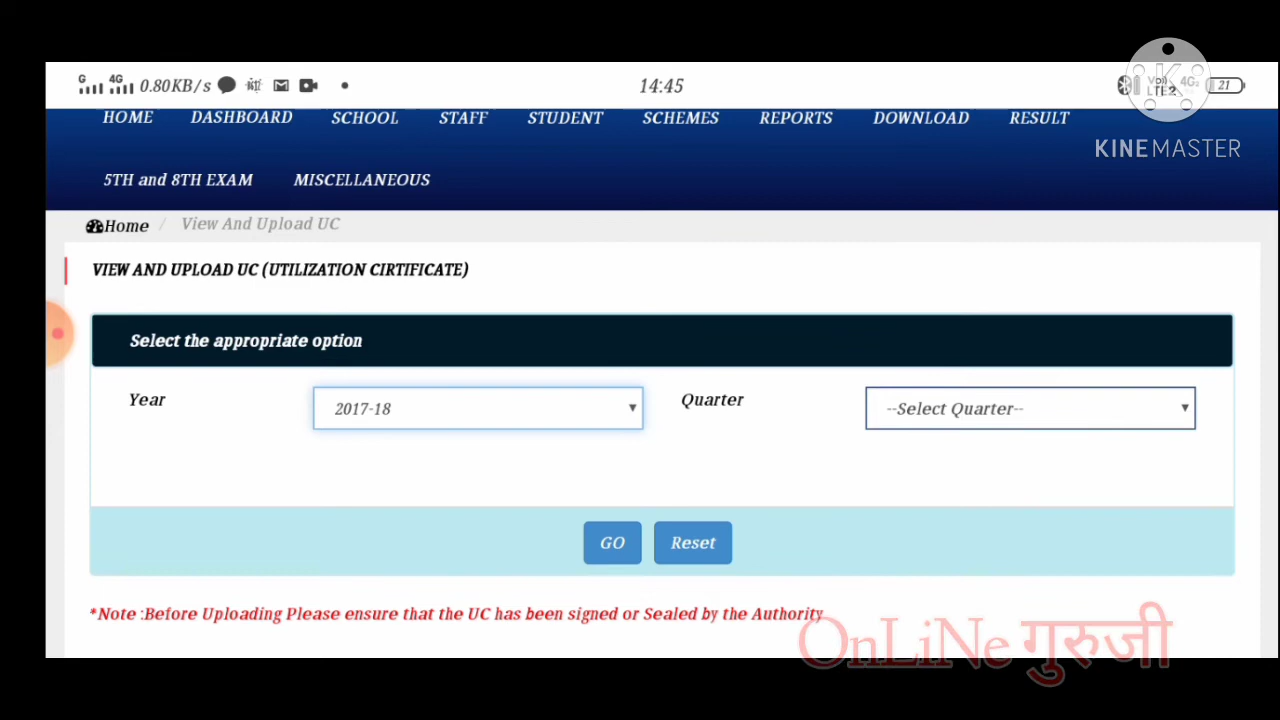 G 4G 0.80KB/s 14:45 21
HOME DASHBOARD SCHOOL STAFF STUDENT SCHEMES REPORTS DOWNLOAD RESULT
KINEMASTER
5TH and 8TH EXAM MISCELLANEOUS
Home / View And Upload UC
VIEW AND UPLOAD UC (UTILIZATION CIRTIFICATE)
Select the appropriate option
Year 2017-18 Quarter --Select Quarter--
GO Reset
*Note :Before Uploading Please ensure that the UC has been signed or Sealed by the Authority
OnLiNe गुरुजी